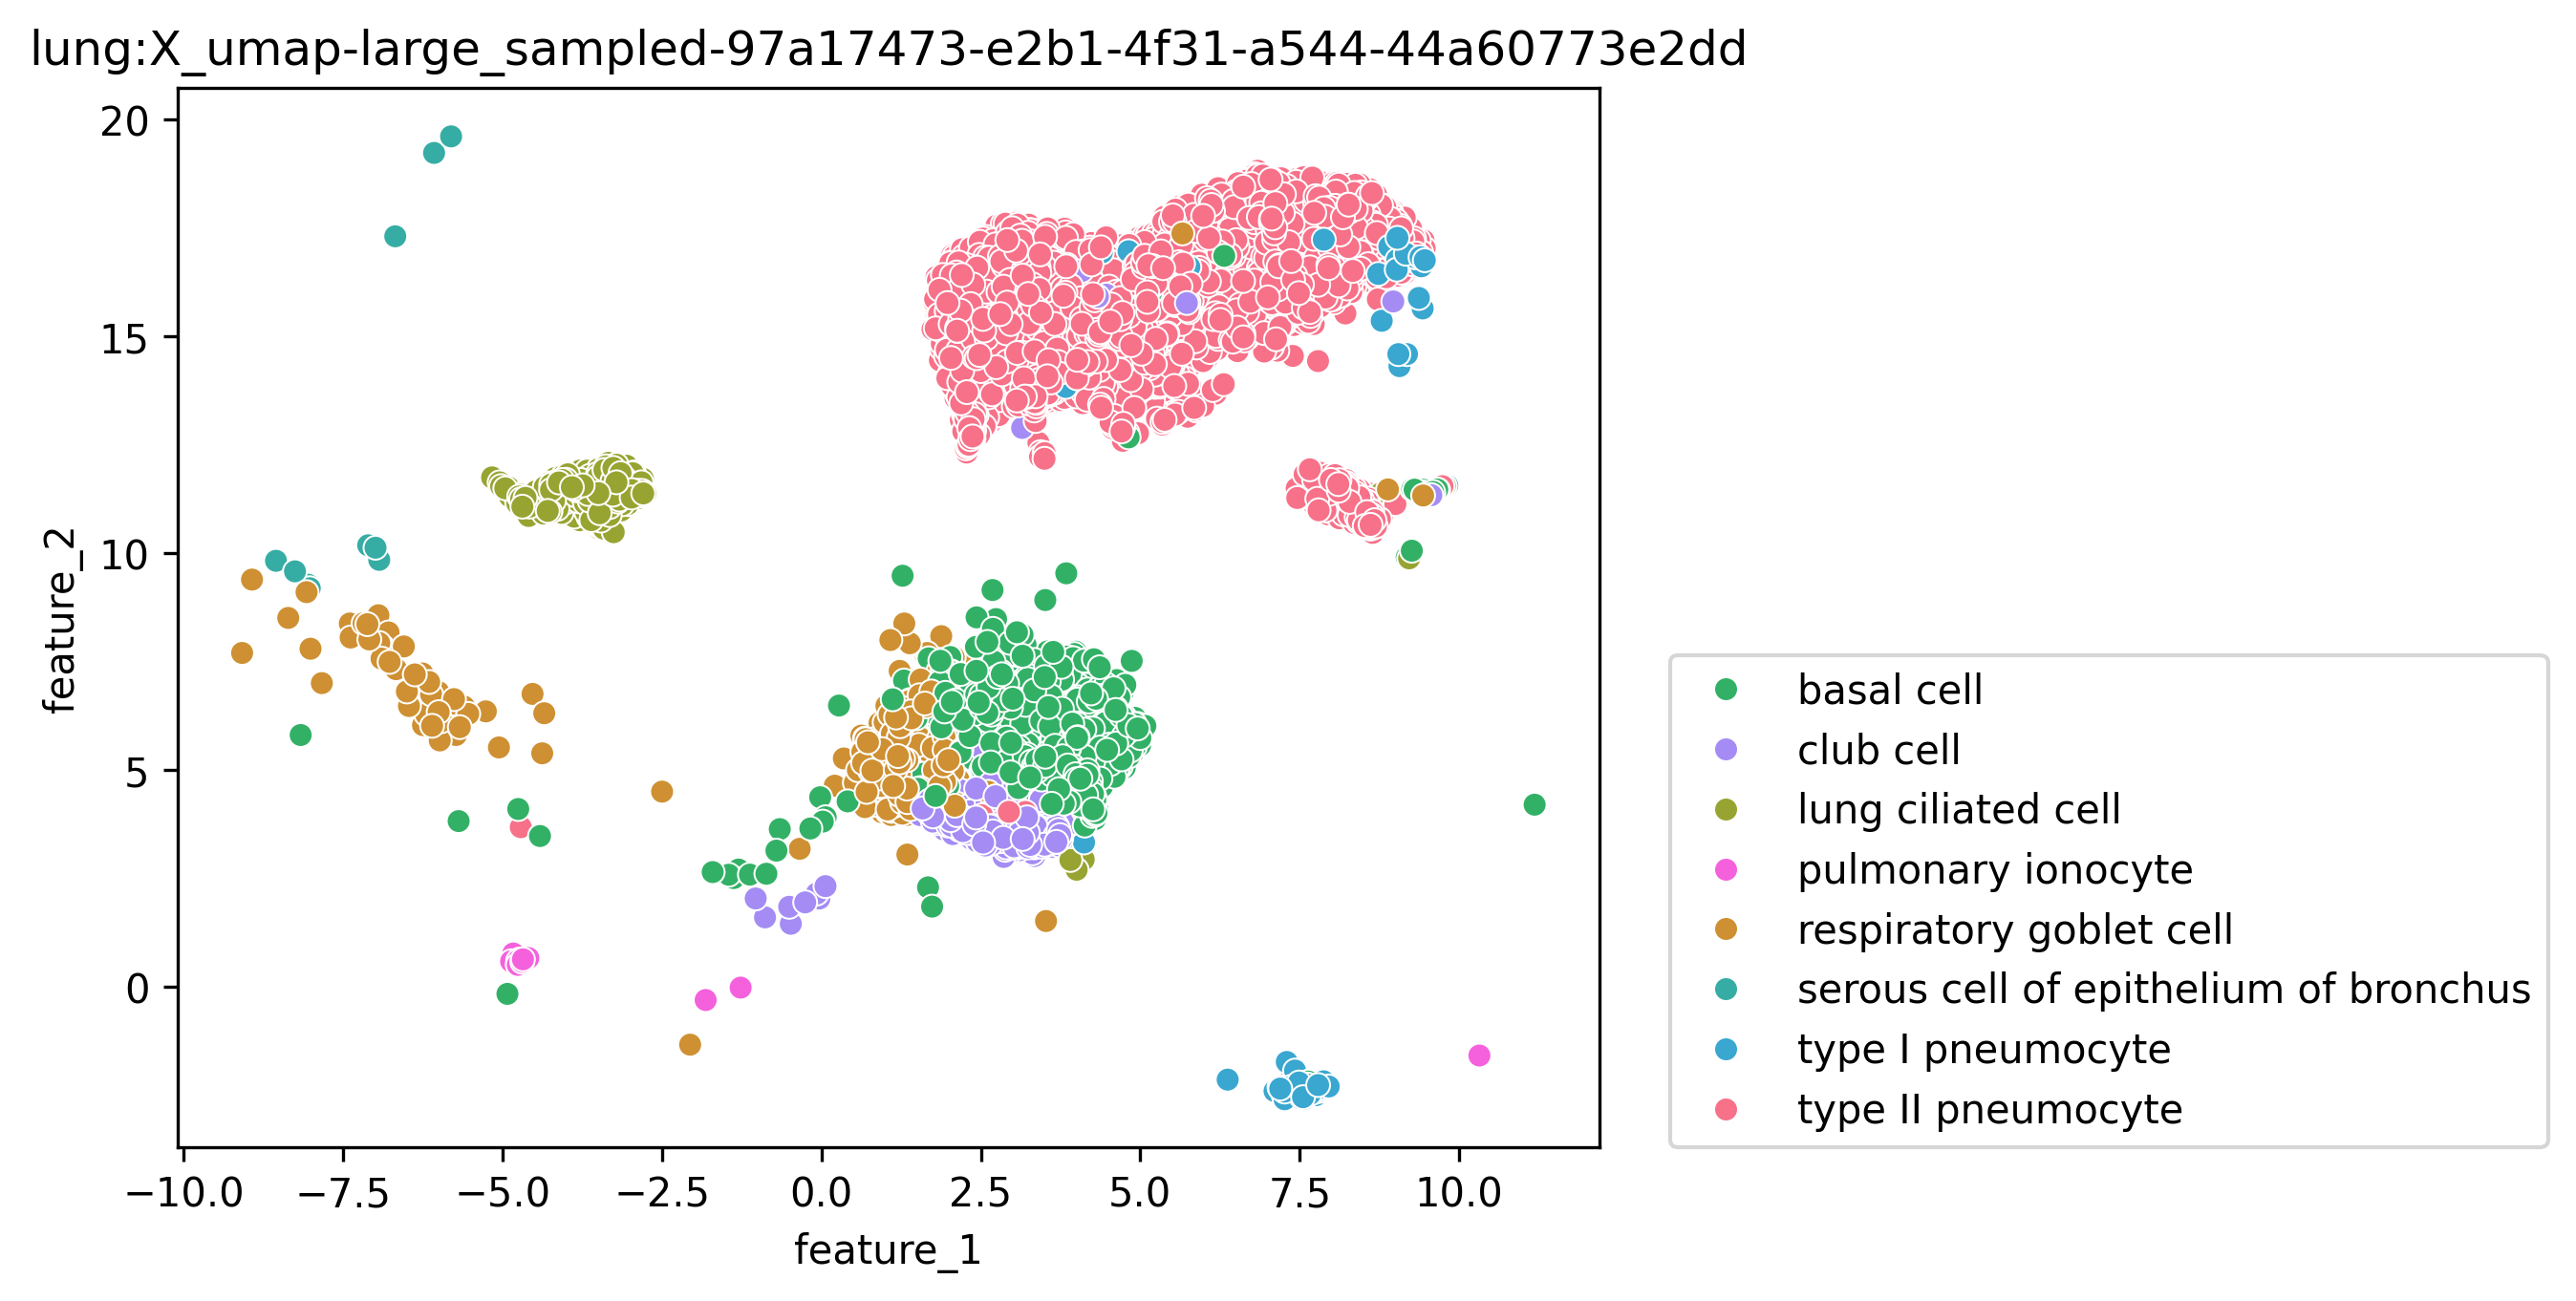 lung:X_umap-large_sampled-97a17473-e2b1-4f31-a544-44a60773e2dd
20
15
10
5
0
feature_2
−10.0 −7.5 −5.0 −2.5 0.0 2.5 5.0 7.5 10.0
feature_1
basal cell
club cell
lung ciliated cell
pulmonary ionocyte
respiratory goblet cell
serous cell of epithelium of bronchus
type I pneumocyte
type II pneumocyte